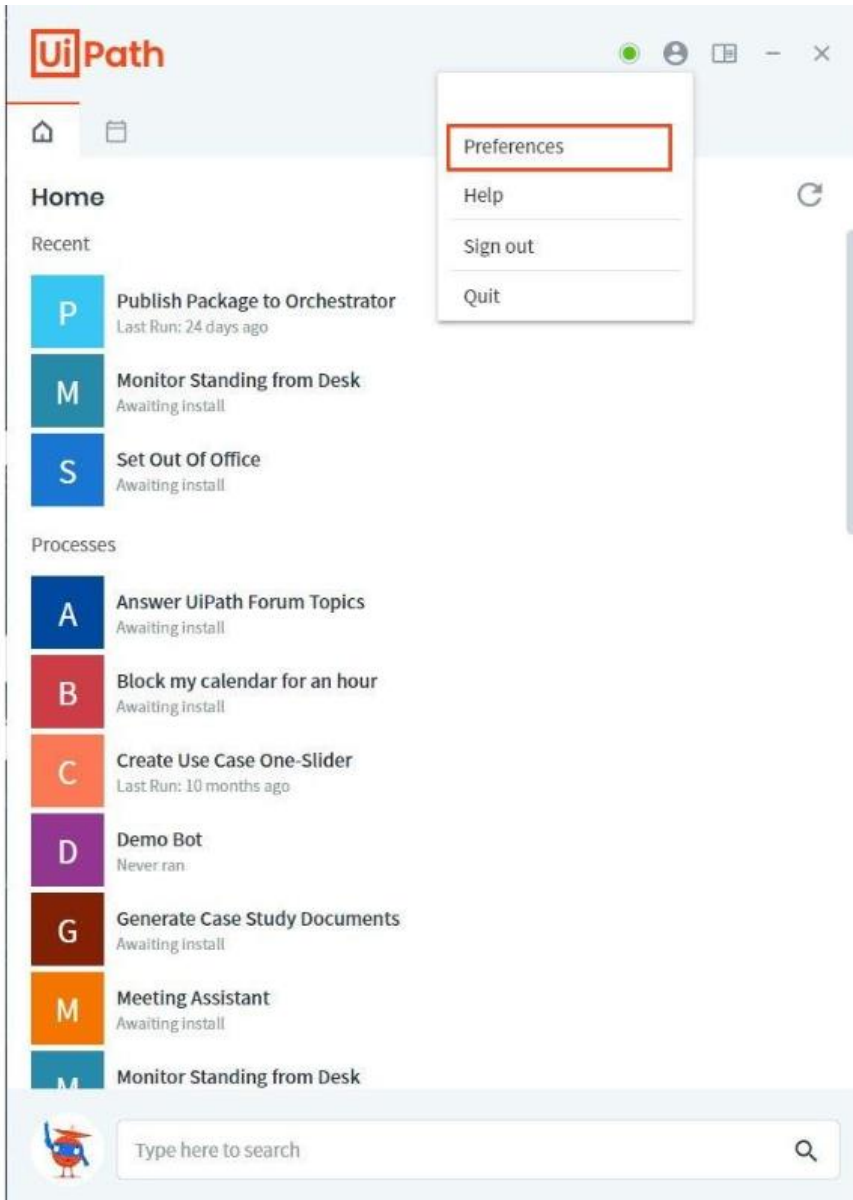 UiPath
Preferences
Help
Sign out
Quit
Home
Recent
P
Publish Package to Orchestrator
Last Run: 24 days ago
M
Monitor Standing from Desk
Awaiting install
S
Set Out Of Office
Awaiting install
Processes
A
Answer UiPath Forum Topics
Awaiting install
B
Block my calendar for an hour
Awaiting install
C
Create Use Case One-Slider
Last Run: 10 months ago
D
Demo Bot
Never ran
G
Generate Case Study Documents
Awaiting install
M
Meeting Assistant
Awaiting install
M
Monitor Standing from Desk
Type here to search